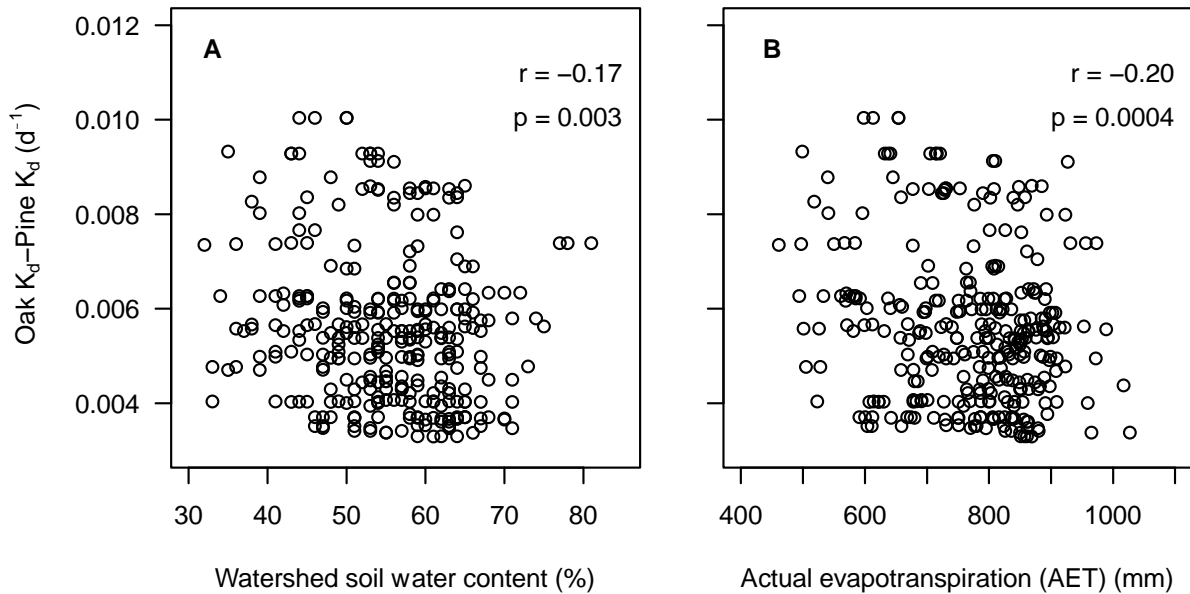 A
r = −0.17
p = 0.003
B
r = −0.20
p = 0.0004
0.012
0.010
0.008
0.006
0.004
Oak Kd−Pine Kd (d−1)
30 40 50 60 70 80
400 600 800 1000
Watershed soil water content (%)
Actual evapotranspiration (AET) (mm)